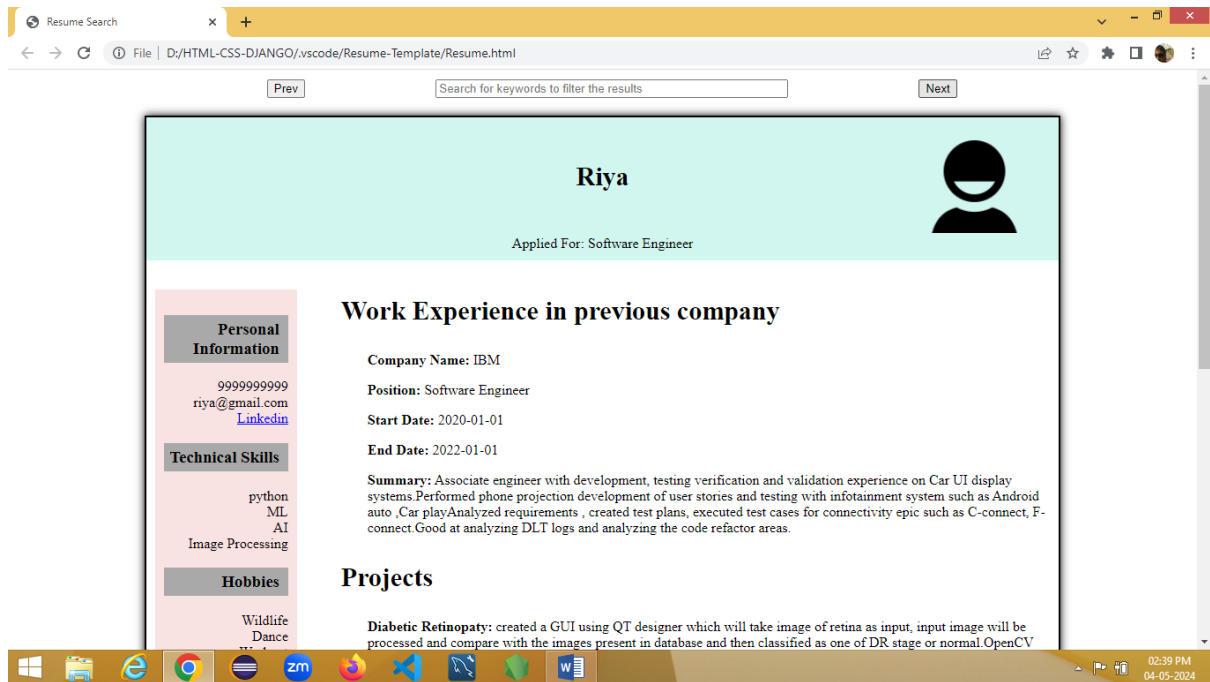 Resume Search
File | D:/HTML-CSS-DJANGO/.vscode/Resume-Template/Resume.html
Prev
Search for keywords to filter the results
Next
Riya
Applied For: Software Engineer
Personal
Information
9999999999
riya@gmail.com
Linkedin
Technical Skills
python
ML
AI
Image Processing
Hobbies
Wildlife
Dance
Work Experience in previous company
Company Name: IBM
Position: Software Engineer
Start Date: 2020-01-01
End Date: 2022-01-01
Summary: Associate engineer with development, testing verification and validation experience on Car UI display
systems.Performed phone projection development of user stories and testing with infotainment system such as Android
auto ,Car playAnalyzed requirements , created test plans, executed test cases for connectivity epic such as C-connect, F-
connect.Good at analyzing DLT logs and analyzing the code refactor areas.
Projects
Diabetic Retinopaty: created a GUI using QT designer which will take image of retina as input, input image will be
processed and compare with the images present in database and then classified as one of DR stage or normal.OpenCV
zm
W
02:39 PM
04-05-2024